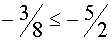 - 3/8 ≤ - 5/2